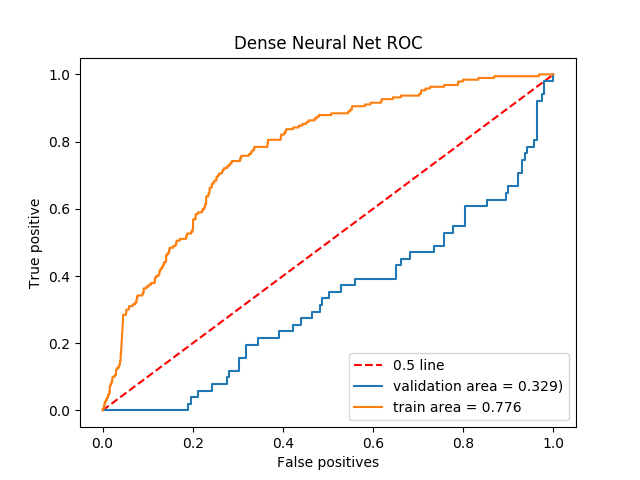 Dense Neural Net ROC
1.0
0.8
0.6
0.4
0.2
0.0
True positive
0.5 line
validation area = 0.329)
train area = 0.776
0.0 0.2 0.4 0.6 0.8 1.0
False positives